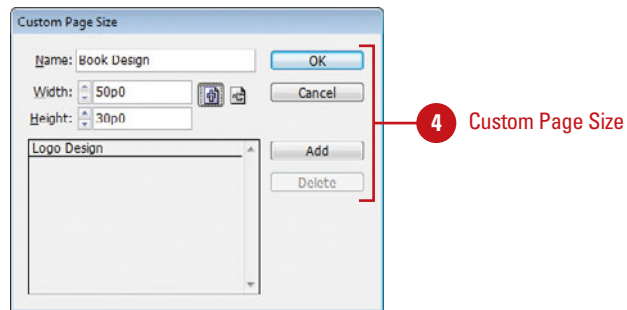 Custom Page Size
Name: Book Design
OK
Width: 50p0
Cancel
Height: 30p0
4 Custom Page Size
Logo Design
Add
Delete